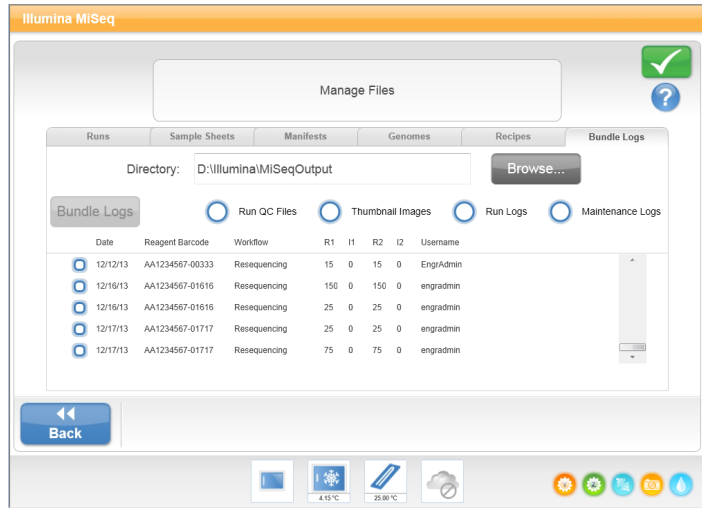 Illumina MiSeq
Manage Files
Runs Sample Sheets Manifests Genomes Recipes Bundle Logs
Directory: D:\Illumina\MiSeqOutput Browse...
Bundle Logs Run QC Files Thumbnail Images Run Logs Maintenance Logs
Date Reagent Barcode Workflow R1 I1 R2 I2 Username
12/12/13 AA1234567-00333 Resequencing 15 0 15 0 EngrAdmin
12/16/13 AA1234567-01616 Resequencing 150 0 150 0 engradmin
12/16/13 AA1234567-01616 Resequencing 25 0 25 0 engradmin
12/17/13 AA1234567-01717 Resequencing 25 0 25 0 engradmin
12/17/13 AA1234567-01717 Resequencing 75 0 75 0 engradmin
Back
4.15 °C 25.00 °C